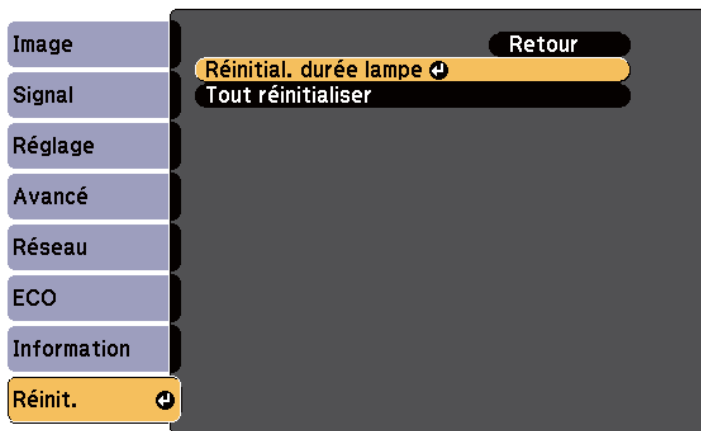 Image
Signal
Réglage
Avancé
Réseau
ECO
Information
Réinit.
Retour
Réinitial. durée lampe
Tout réinitialiser